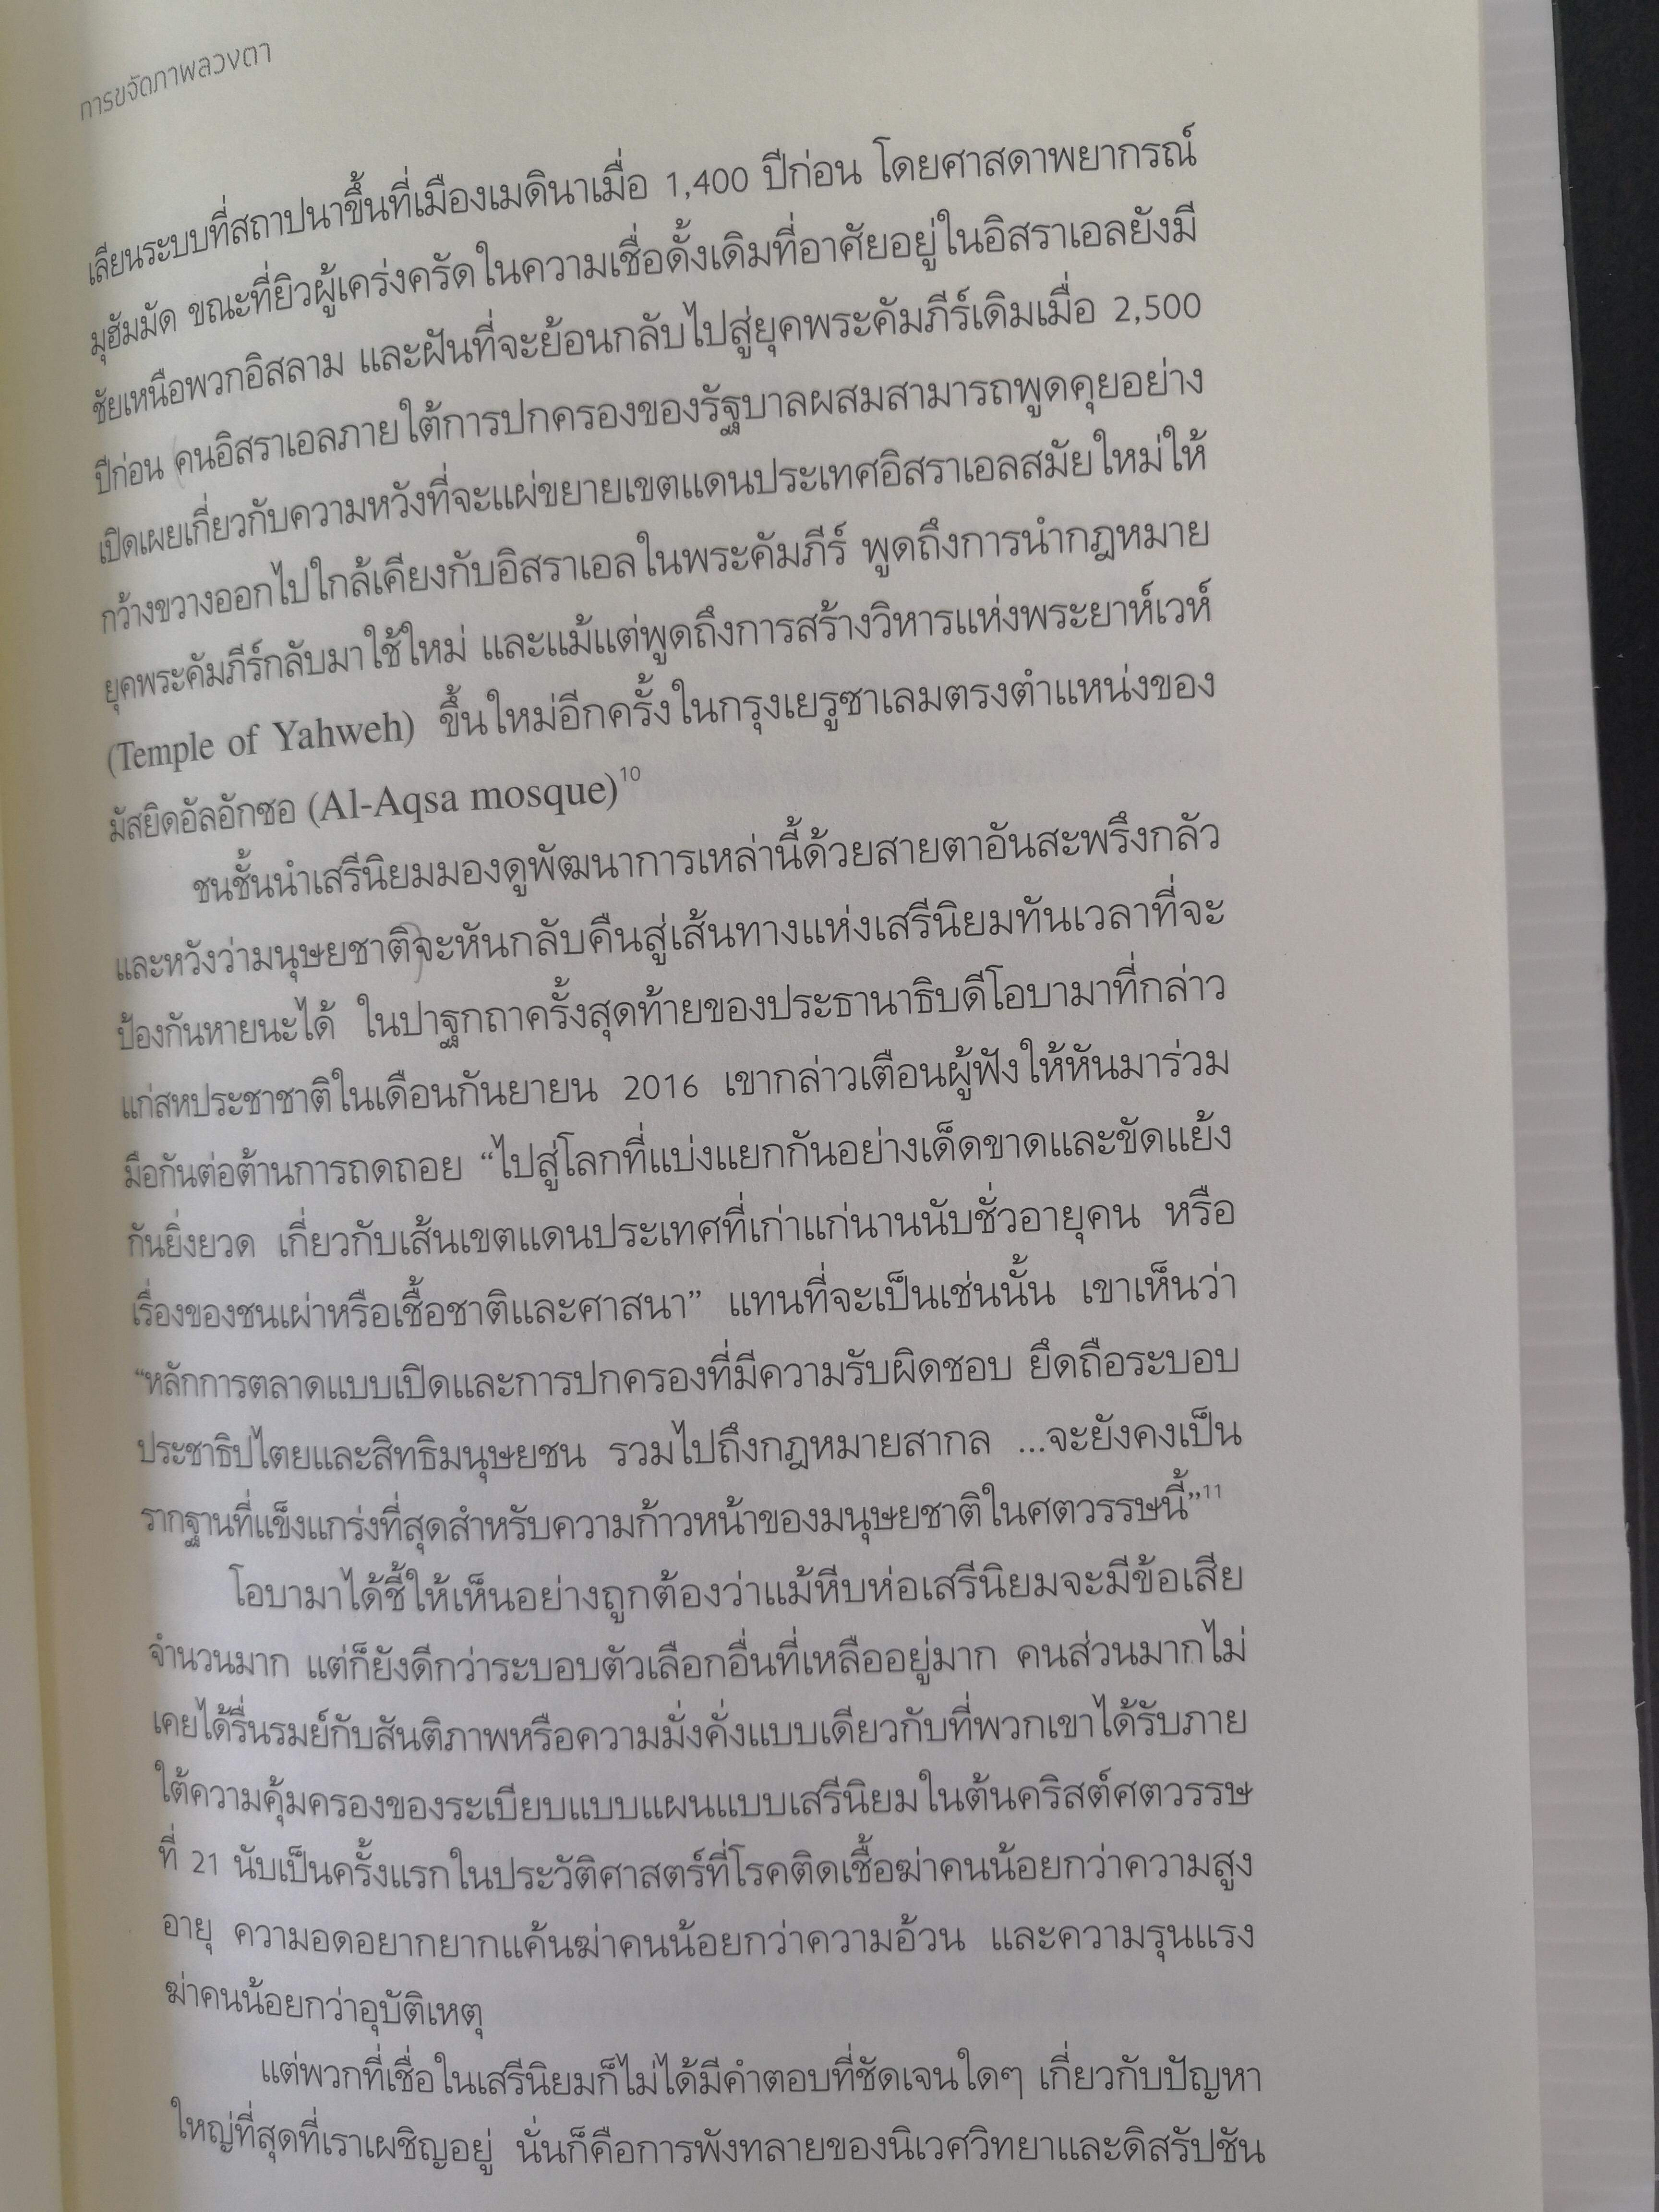 การขจัดภาพลวงตา
เลียนระบบที่สถาปนาขึ้นที่เมืองเมดินาเมื่อ 1,400 ปีก่อน โดยศาสดาพยากรณ์
มุฮัมมัด ขณะที่ยิวผู้เคร่งครัดในความเชื่อดั้งเดิมที่อาศัยอยู่ในอิสราเอลยังมี
ชัยเหนือพวกอิสลาม และฝันที่จะย้อนกลับไปสู่ยุคพระคัมภีร์เดิมเมื่อ 2,500
ปีก่อน คนอิสราเอลภายใต้การปกครองของรัฐบาลผสมสามารถพูดคุยอย่าง
เปิดเผยเกี่ยวกับความหวังที่จะแผ่ขยายเขตแดนประเทศอิสราเอลสมัยใหม่ให้
กว้างขวางออกไปใกล้เคียงกับอิสราเอลในพระคัมภีร์ พูดถึงการนำกฎหมาย
ยุคพระคัมภีร์กลับมาใช้ใหม่ และแม้แต่พูดถึงการสร้างวิหารแห่งพระยาห์เวห์
(Temple of Yahweh) ขึ้นใหม่อีกครั้งในกรุงเยรูซาเลมตรงตำแหน่งของ
มัสยิดอัลอักซอ (Al-Aqsa mosque)10
ชนชั้นนำเสรีนิยมมองดูพัฒนาการเหล่านี้ด้วยสายตาอันสะพรึงกลัว
และหวังว่ามนุษยชาติจะหันกลับคืนสู่เส้นทางแห่งเสรีนิยมทันเวลาที่จะ
ป้องกันหายนะได้ ในปาฐกถาครั้งสุดท้ายของประธานาธิบดีโอบามาที่กล่าว
แก่สหประชาชาติในเดือนกันยายน 2016 เขากล่าวเตือนผู้ฟังให้หันมาร่วม
มือกันต่อต้านการถดถอย “ไปสู่โลกที่แบ่งแยกกันอย่างเด็ดขาดและขัดแย้ง
กันยิ่งยวด เกี่ยวกับเส้นเขตแดนประเทศที่เก่าแก่นานนับชั่วอายุคน หรือ
เรื่องของชนเผ่าหรือเชื้อชาติและศาสนา” แทนที่จะเป็นเช่นนั้น เขาเห็นว่า
“หลักการตลาดแบบเปิดและการปกครองที่มีความรับผิดชอบ ยึดถือระบอบ
ประชาธิปไตยและสิทธิมนุษยชน รวมไปถึงกฎหมายสากล ...จะยังคงเป็น
รากฐานที่แข็งแกร่งที่สุดสำหรับความก้าวหน้าของมนุษยชาติในศตวรรษนี้”11
โอบามาได้ชี้ให้เห็นอย่างถูกต้องว่าแม้หีบห่อเสรีนิยมจะมีข้อเสีย
จำนวนมาก แต่ก็ยังดีกว่าระบอบตัวเลือกอื่นที่เหลืออยู่มาก คนส่วนมากไม่
เคยได้รื่นรมย์กับสันติภาพหรือความมั่งคั่งแบบเดียวกับที่พวกเขาได้รับภาย
ใต้ความคุ้มครองของระเบียบแบบแผนแบบเสรีนิยมในต้นคริสต์ศตวรรษ
ที่ 21 นับเป็นครั้งแรกในประวัติศาสตร์ที่โรคติดเชื้อฆ่าคนน้อยกว่าความสูง
อายุ ความอดอยากยากแค้นฆ่าคนน้อยกว่าความอ้วน และความรุนแรง
ฆ่าคนน้อยกว่าอุบัติเหตุ
แต่พวกที่เชื่อในเสรีนิยมก็ไม่ได้มีคำตอบที่ชัดเจนใดๆ เกี่ยวกับปัญหา
ใหญ่ที่สุดที่เราเผชิญอยู่ นั่นก็คือการพังทลายของนิเวศวิทยาและดิสรัปชัน